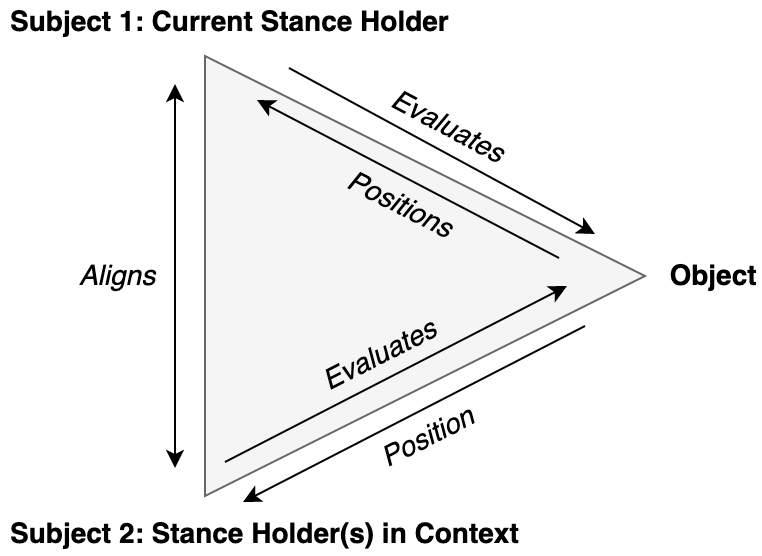 Subject 1: Current Stance Holder
Evaluates
Positions
Aligns
Object
Evaluates
Position
Subject 2: Stance Holder(s) in Context